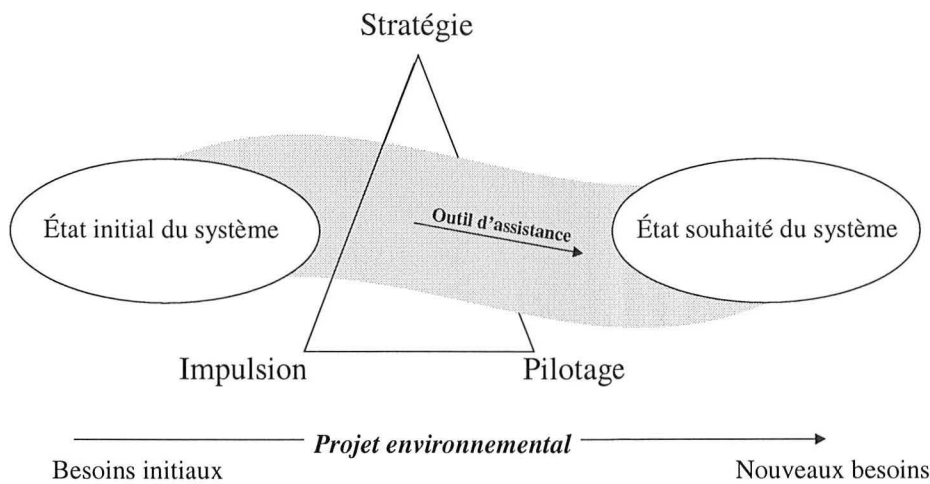 Stratégie
État initial du système
Outil d'assistance
État souhaité du système
Impulsion
Pilotage
Projet environnemental
Besoins initiaux
Nouveaux besoins